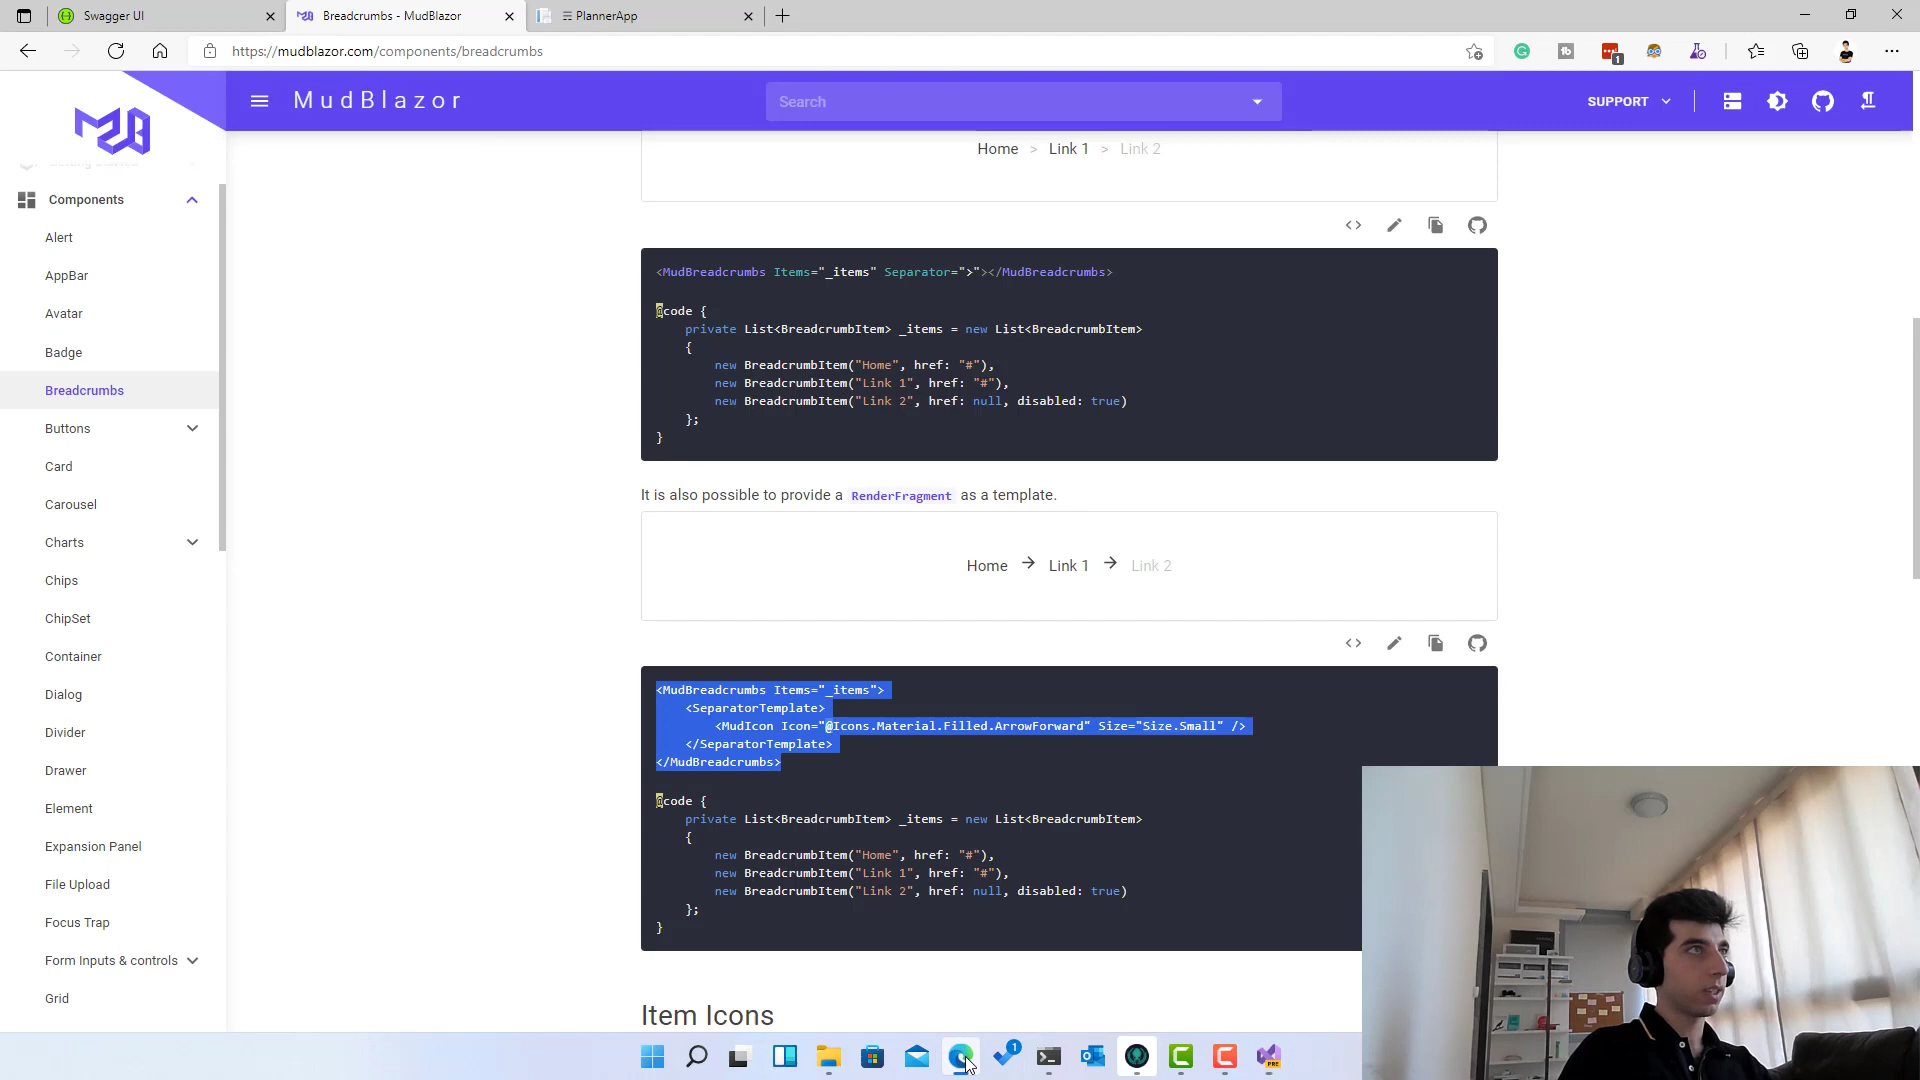 Swagger UI
Breadcrumbs - MudBlazor
PlannerApp
https://mudblazor.com/components/breadcrumbs
1
MudBlazor
Search
SUPPORT
Components
Alert
AppBar
Avatar
Badge
Breadcrumbs
Buttons
Card
Carousel
Charts
Chips
ChipSet
Container
Dialog
Divider
Drawer
Element
Expansion Panel
File Upload
Focus Trap
Form Inputs & controls
Grid
Home > Link 1 > Link 2
<MudBreadcrumbs Items="_items" Separator=">"></MudBreadcrumbs>
@code {
private List<BreadcrumbItem> _items = new List<BreadcrumbItem>
{
new BreadcrumbItem("Home", href: "#"),
new BreadcrumbItem("Link 1", href: "#"),
new BreadcrumbItem("Link 2", href: null, disabled: true)
};
}
It is also possible to provide a RenderFragment as a template.
Home → Link 1 → Link 2
<MudBreadcrumbs Items="_items">
<SeparatorTemplate>
<MudIcon Icon="@Icons.Material.Filled.ArrowForward" Size="Size.Small" />
</SeparatorTemplate>
</MudBreadcrumbs>
@code {
private List<BreadcrumbItem> _items = new List<BreadcrumbItem>
{
new BreadcrumbItem("Home", href: "#"),
new BreadcrumbItem("Link 1", href: "#"),
new BreadcrumbItem("Link 2", href: null, disabled: true)
};
}
Item Icons
1
PRE